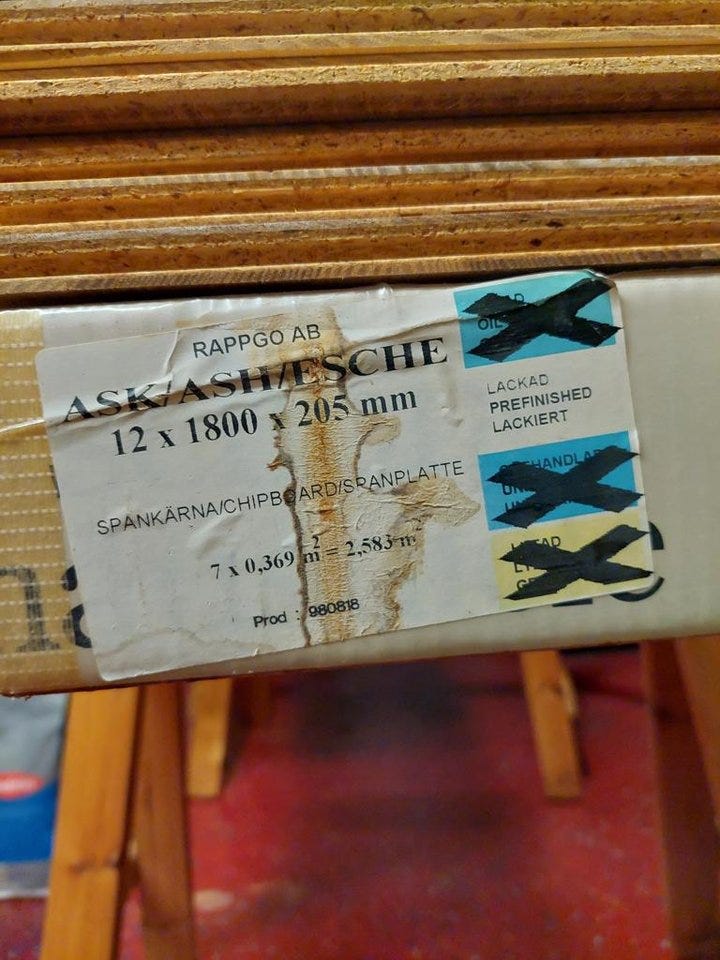 RAPPGO AB
ASK/ASH/ESCHE
12 x 1800 x 205 mm
SPANKÄRNA/CHIPBOARD/SPANPLATTE
7 x 0,369 m² = 2,583 m²
Prod : 980818
LACKAD
PREFINISHED
LACKIERT